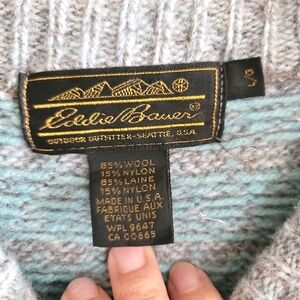 Eddie Bauer ®
OUTDOOR OUTFITTER-SEATTLE, U.S.A.
L/G
85% WOOL
15% NYLON
85% LAINE
15% NYLON
MADE IN U.S.A.
FABRIQUE AUX
ETATS UNIS
WPL 9647
CA 00665